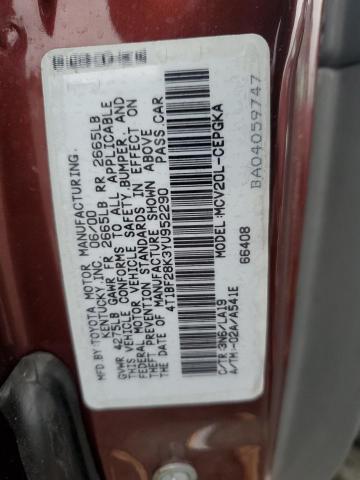 MFD. BY TOYOTA MOTOR MANUFACTURING,
KENTUCKY, INC. 06/00
GVWR 4275LB GAWR FR 2665LB RR 2665LB
THIS VEHICLE CONFORMS TO ALL APPLICABLE
FEDERAL MOTOR VEHICLE SAFETY, BUMPER, AND
THEFT PREVENTION STANDARDS IN EFFECT ON
THE DATE OF MANUFACTURE SHOWN ABOVE
4T1BF28K3YU952290 PASS.CAR
MODEL:MCV20L-CEPGKA
66408
C/TR:3N6/LA19
A/TM:-02A/A541E
BA04059747